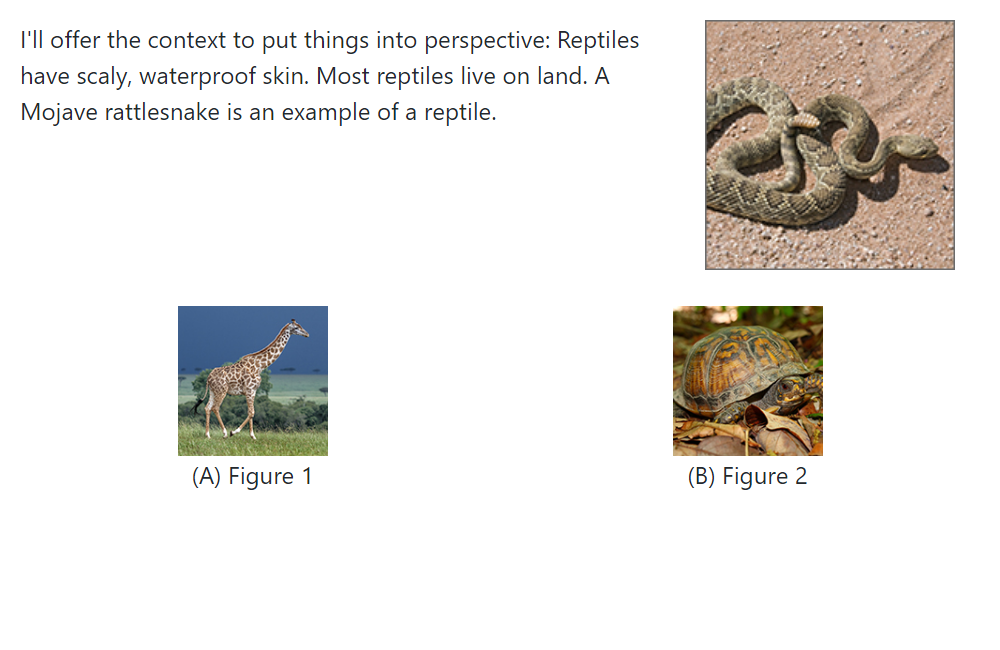 I'll offer the context to put things into perspective: Reptiles
have scaly, waterproof skin. Most reptiles live on land. A
Mojave rattlesnake is an example of a reptile.
(A) Figure 1
(B) Figure 2